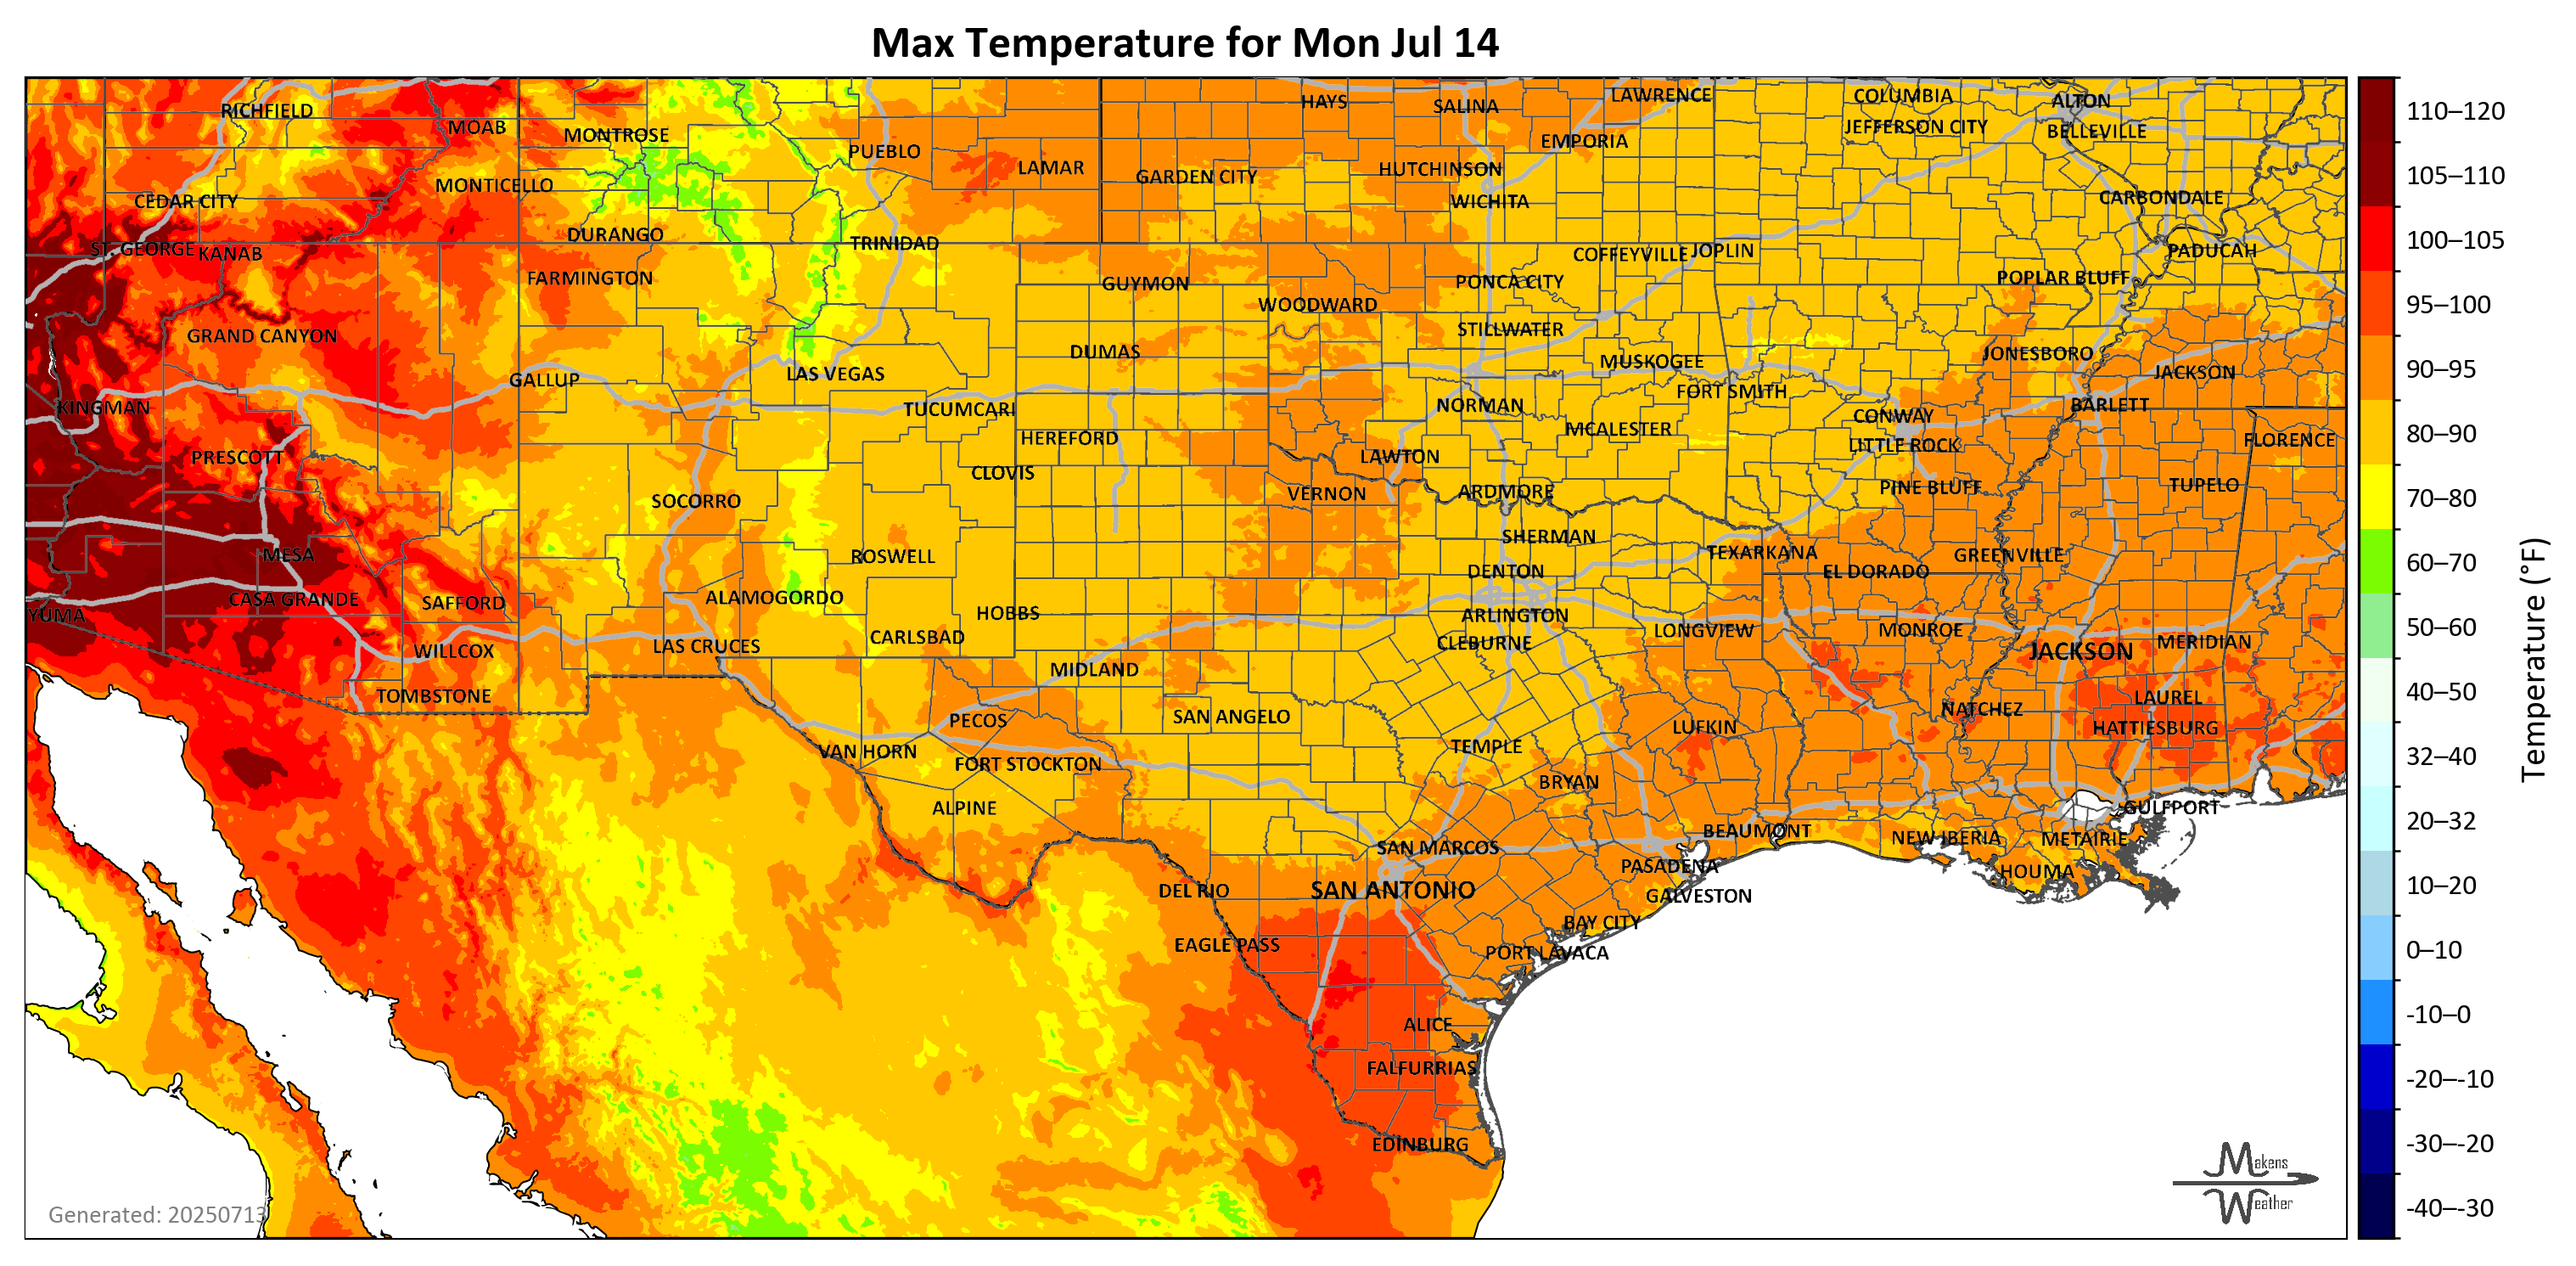 Max Temperature for Mon Jul 14
RICHFIELD
MOAB
MONTROSE
PUEBLO
LAMAR
HAYS
SALINA
LAWRENCE
COLUMBIA
ALTON
JEFFERSON CITY
BELLEVILLE
EMPORIA
MONTICELLO
GARDEN CITY
HUTCHINSON
WICHITA
CEDAR CITY
CARBONDALE
ST. GEORGE
KANAB
DURANGO
TRINIDAD
COFFEYVILLE
JOPLIN
PADUCAH
FARMINGTON
GUYMON
WOODWARD
PONCA CITY
POPLAR BLUFF
GRAND CANYON
STILLWATER
DUMAS
MUSKOGEE
JONESBORO
GALLUP
LAS VEGAS
FORT SMITH
JACKSON
KINGMAN
TUCUMCARI
NORMAN
CONWAY
BARLETT
HEREFORD
MCALESTER
LITTLE ROCK
FLORENCE
PRESCOTT
CLOVIS
LAWTON
SOCORRO
VERNON
ARDMORE
PINE BLUFF
TUPELO
MESA
ROSWELL
SHERMAN
TEXARKANA
GREENVILLE
DENTON
EL DORADO
CASA GRANDE
SAFFORD
ALAMOGORDO
HOBBS
ARLINGTON
YUMA
WILLCOX
LAS CRUCES
CARLSBAD
CLEBURNE
LONGVIEW
MONROE
JACKSON
MERIDIAN
MIDLAND
TOMBSTONE
PECOS
SAN ANGELO
NATCHEZ
LAUREL
VAN HORN
FORT STOCKTON
TEMPLE
LUFKIN
HATTIESBURG
ALPINE
BRYAN
GULFPORT
SAN MARCOS
BEAUMONT
NEW IBERIA
METAIRIE
DEL RIO
SAN ANTONIO
PASADENA
HOUMA
GALVESTON
EAGLE PASS
BAY CITY
PORT LAVACA
ALICE
FALFURRIAS
EDINBURG
Generated: 20250713
Makens
Weather
110–120
105–110
100–105
95–100
90–95
80–90
70–80
60–70
50–60
40–50
32–40
20–32
10–20
0–10
-10–0
-20–-10
-30–-20
-40–-30
Temperature (°F)